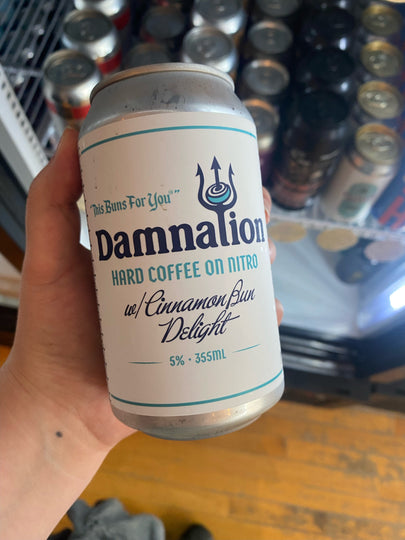 "This Buns For You"
Damnation
HARD COFFEE ON NITRO
w/ Cinnamon Bun
Delight
5% · 355ML